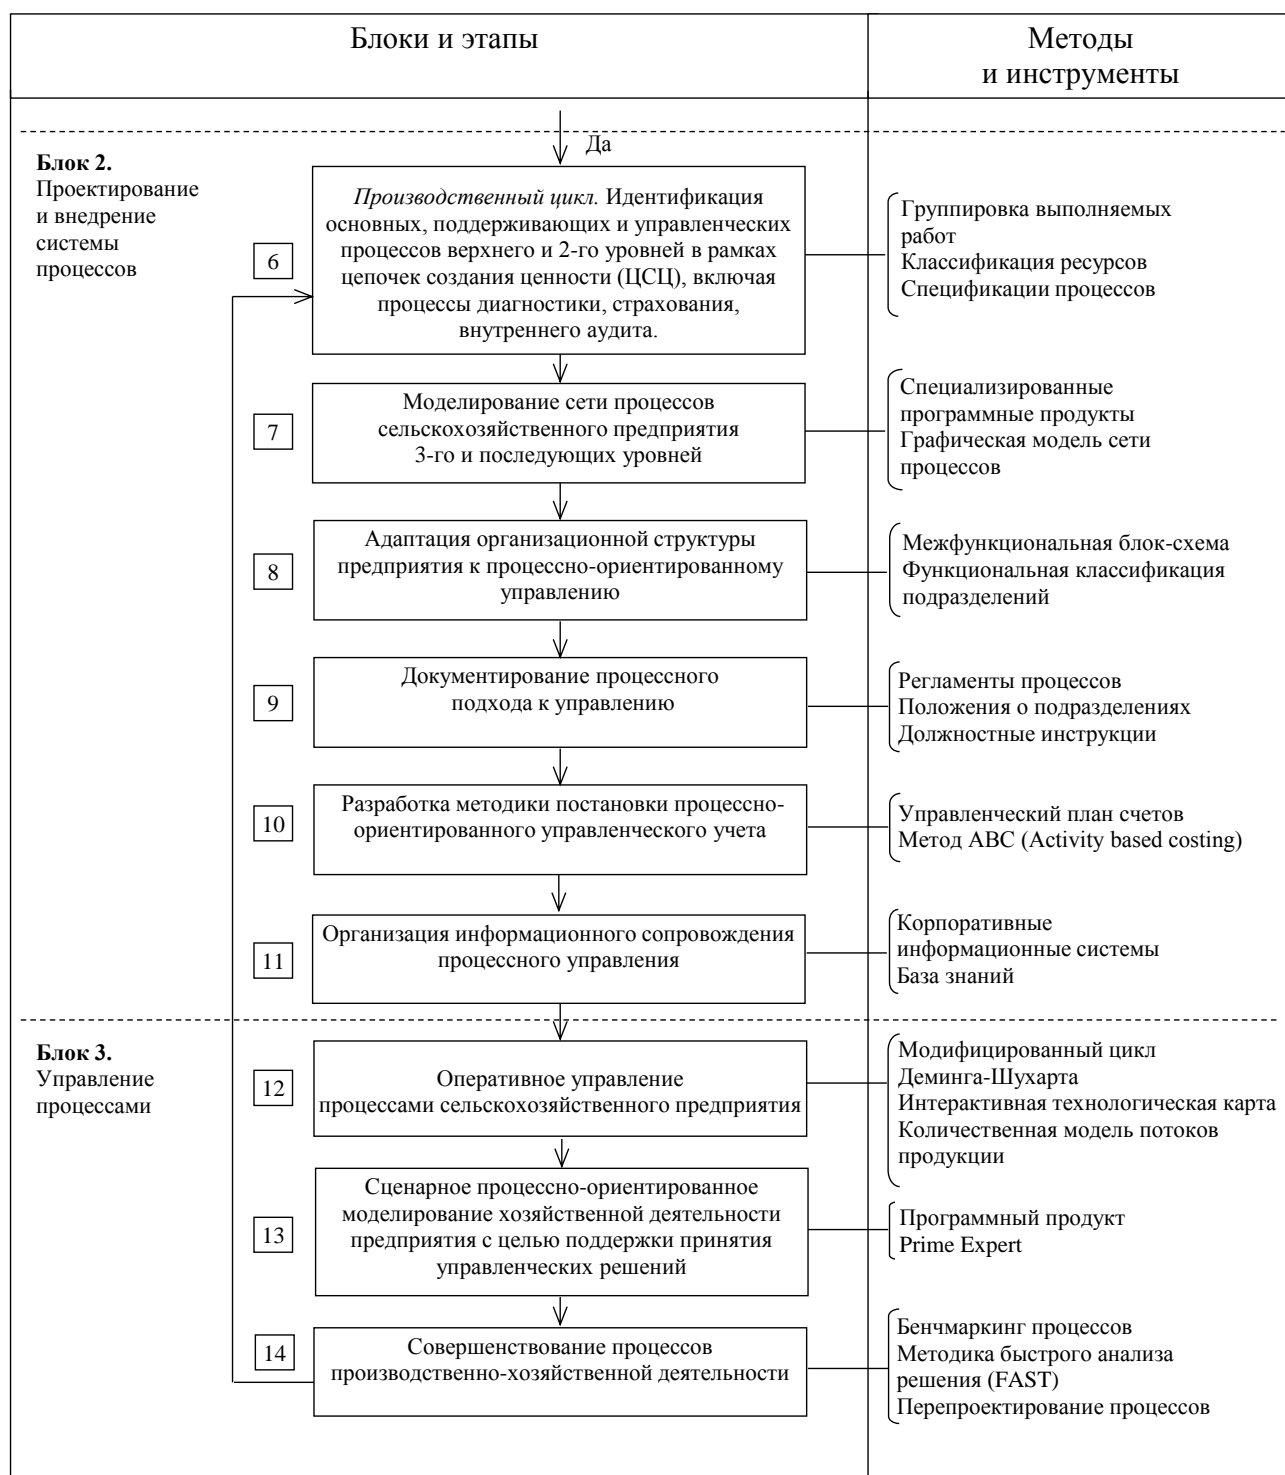 Блоки и этапы
Методы
и инструменты
Да
Блок 2.
Проектирование
и внедрение
системы
процессов
6
Производственный цикл. Идентификация
основных, поддерживающих и управленческих
процессов верхнего и 2-го уровней в рамках
цепочек создания ценности (ЦСЦ), включая
процессы диагностики, страхования,
внутреннего аудита.
Группировка выполняемых
работ
Классификация ресурсов
Спецификации процессов
7
Моделирование сети процессов
сельскохозяйственного предприятия
3-го и последующих уровней
Специализированные
программные продукты
Графическая модель сети
процессов
8
Адаптация организационной структуры
предприятия к процессно-ориентированному
управлению
Межфункциональная блок-схема
Функциональная классификация
подразделений
9
Документирование процессного
подхода к управлению
Регламенты процессов
Положения о подразделениях
Должностные инструкции
10
Разработка методики постановки процессно-
ориентированного управленческого учета
Управленческий план счетов
Метод ABC (Activity based costing)
11
Организация информационного сопровождения
процессного управления
Корпоративные
информационные системы
База знаний
Блок 3.
Управление
процессами
12
Оперативное управление
процессами сельскохозяйственного предприятия
Модифицированный цикл
Деминга-Шухарта
Интерактивная технологическая карта
Количественная модель потоков
продукции
13
Сценарное процессно-ориентированное
моделирование хозяйственной деятельности
предприятия с целью поддержки принятия
управленческих решений
Программный продукт
Prime Expert
14
Совершенствование процессов
производственно-хозяйственной деятельности
Бенчмаркинг процессов
Методика быстрого анализа
решения (FAST)
Перепроектирование процессов